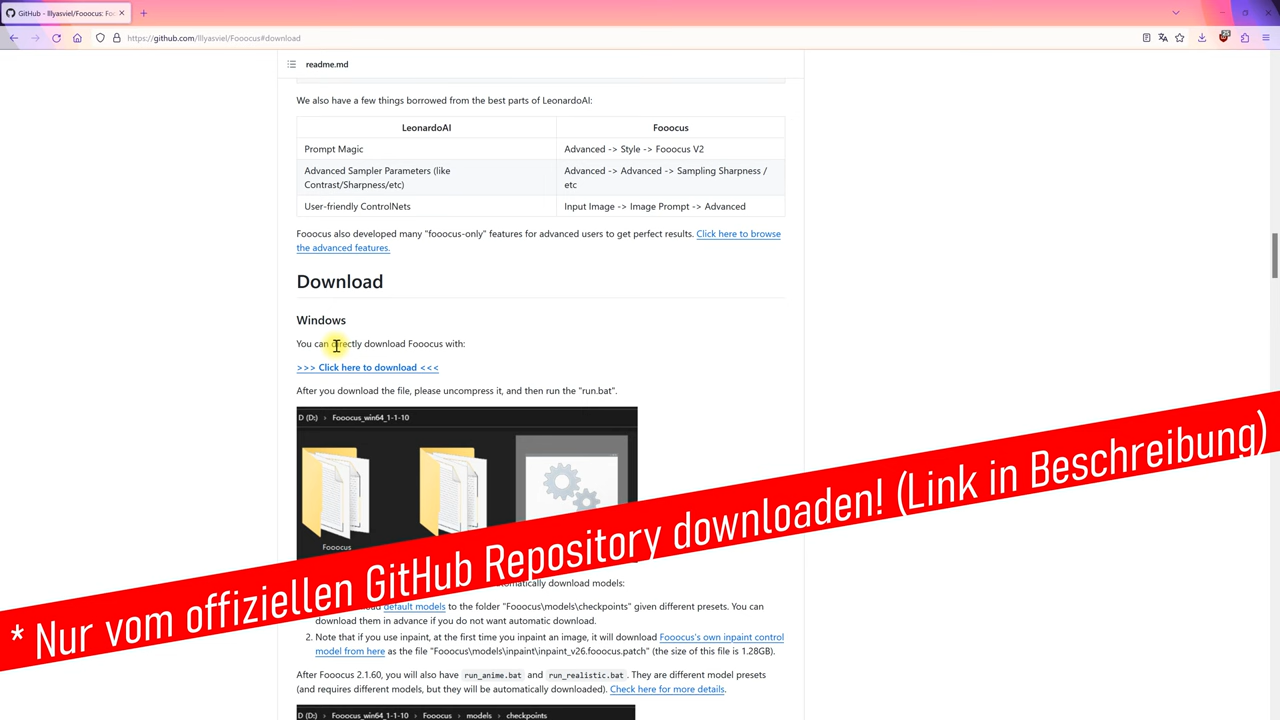 GitHub - lllyasviel/Fooocus: Fo
https://github.com/lllyasviel/Fooocus#download
readme.md
We also have a few things borrowed from the best parts of LeonardoAI:
LeonardoAI Fooocus
Prompt Magic Advanced -> Style -> Fooocus V2
Advanced Sampler Parameters (like Advanced -> Advanced -> Sampling Sharpness /
Contrast/Sharpness/etc) etc
User-friendly ControlNets Input Image -> Image Prompt -> Advanced
Fooocus also developed many "fooocus-only" features for advanced users to get perfect results. Click here to browse
the advanced features.
Download
Windows
You can directly download Fooocus with:
>>> Click here to download <<<
After you download the file, please uncompress it, and then run the "run.bat".
D (D:) > Fooocus_win64_1-1-10
Fooocus
* Nur vom offiziellen GitHub Repository downloaden! (Link in Beschreibung)
download models:
default models to the folder "Fooocus\models\checkpoints" given different presets. You can
download them in advance if you do not want automatic download.
2. Note that if you use inpaint, at the first time you inpaint an image, it will download Fooocus's own inpaint control
model from here as the file "Fooocus\models\inpaint\inpaint_v26.fooocus.patch" (the size of this file is 1.28GB).
After Fooocus 2.1.60, you will also have run_anime.bat and run_realistic.bat. They are different model presets
(and requires different models, but they will be automatically downloaded). Check here for more details.
D (D:) > Fooocus_win64_1-1-10 > Fooocus > models > checkpoints